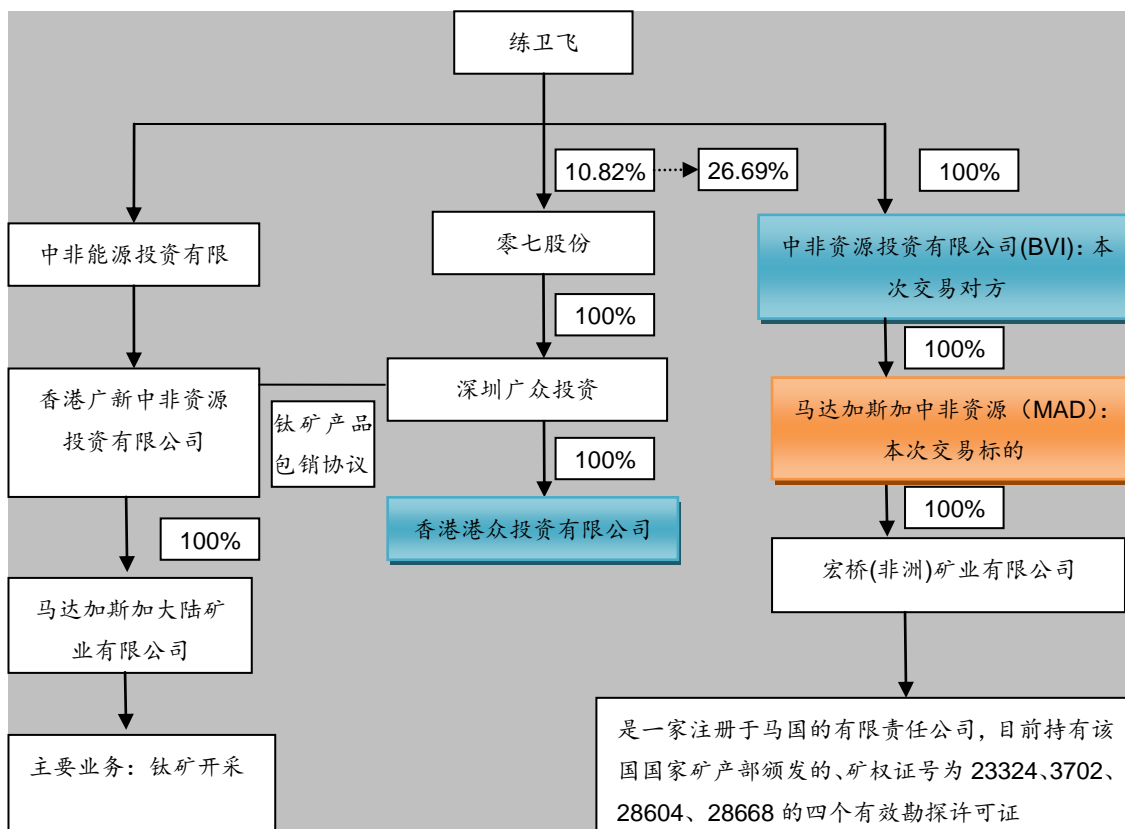 练卫飞
10.82%
26.69%
100%
中非能源投资有限
零七股份
中非资源投资有限公司(BVI)：本
次交易对方
100%
100%
香港广新中非资源
投资有限公司
钛矿产品
包销协议
深圳广众投资
马达加斯加中非资源（MAD）：
本次交易标的
100%
100%
100%
香港港众投资有限公司
宏桥(非洲)矿业有限公司
马达加斯加大陆矿
业有限公司
主要业务：钛矿开采
是一家注册于马国的有限责任公司，目前持有该
国国家矿产部颁发的、矿权证号为 23324、3702、
28604、28668 的四个有效勘探许可证